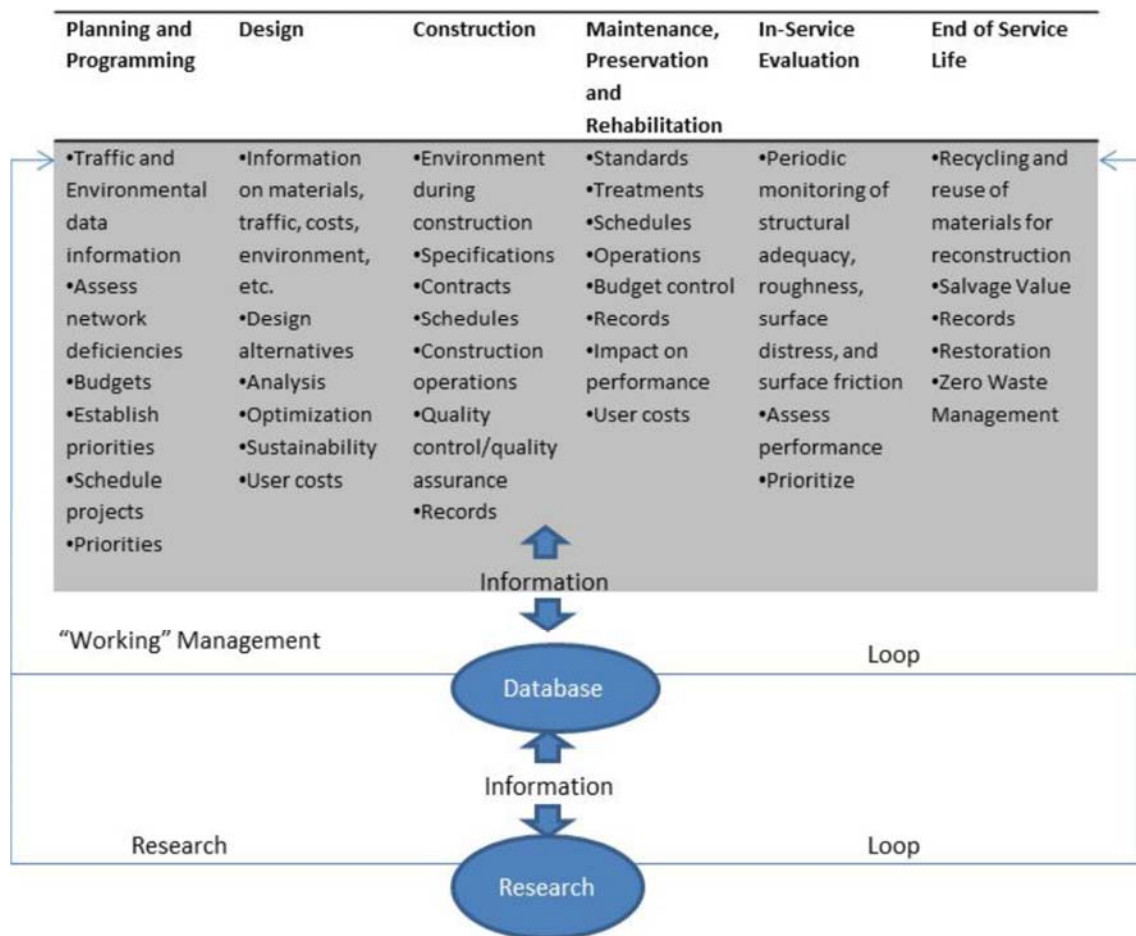 Planning and
Programming
Design
Construction
Maintenance,
Preservation
and
Rehabilitation
In-Service
Evaluation
End of Service
Life
•Traffic and
Environmental
data
information
•Assess
network
deficiencies
•Budgets
•Establish
priorities
•Schedule
projects
•Priorities
•Information
on materials,
traffic, costs,
environment,
etc.
•Design
alternatives
•Analysis
•Optimization
•Sustainability
•User costs
•Environment
during
construction
•Specifications
•Contracts
•Schedules
•Construction
operations
•Quality
control/quality
assurance
•Records
•Standards
•Treatments
•Schedules
•Operations
•Budget control
•Records
•Impact on
performance
•User costs
•Periodic
monitoring of
structural
adequacy,
roughness,
surface
distress, and
surface friction
•Assess
performance
•Prioritize
•Recycling and
reuse of
materials for
reconstruction
•Salvage Value
•Records
•Restoration
•Zero Waste
Management
Information
“Working” Management
Loop
Database
Information
Research
Loop
Research